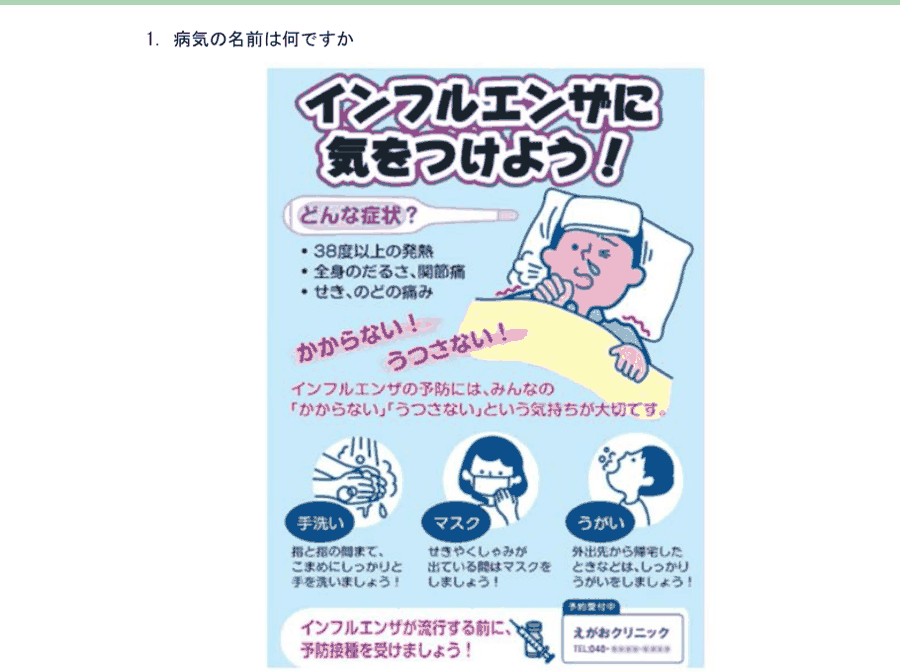 1. 病気の名前は何ですか
インフルエンザに
気をつけよう！
どんな症状？
• 38度以上の発熱
• 全身のだるさ、関節痛
• せき、のどの痛み
かからない！
うつさない！
インフルエンザの予防には、みんなの
「かからない」「うつさない」という気持ちが大切です。
手洗い
指と指の間まで、
こまめにしっかりと
手を洗いましょう！
マスク
せきやくしゃみが
出ている間はマスクを
しましょう！
うがい
外出先から帰宅した
ときなどは、しっかり
うがいをしましょう！
インフルエンザが流行する前に、
予防接種を受けましょう！
予約受付中
えがおクリニック
TEL:040-